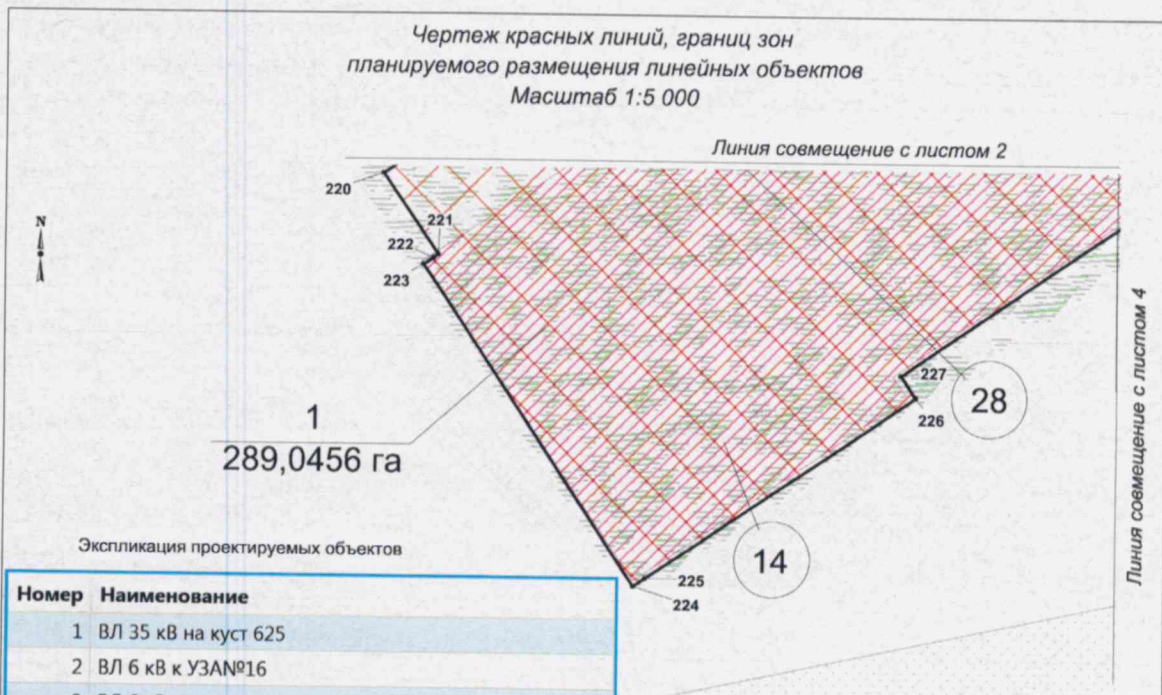 Чертеж красных линий, границ зон
планируемого размещения линейных объектов
Масштаб 1:5 000
Линия совмещение с листом 2
220
221
N
222
223
Линия совмещение с листом 4
227
28
226
1
289,0456 га
Экспликация проектируемых объектов
14
225
224
Номер Наименование
1 ВЛ 35 кВ на куст 625
2 ВЛ 6 кВ к УЗАNº16